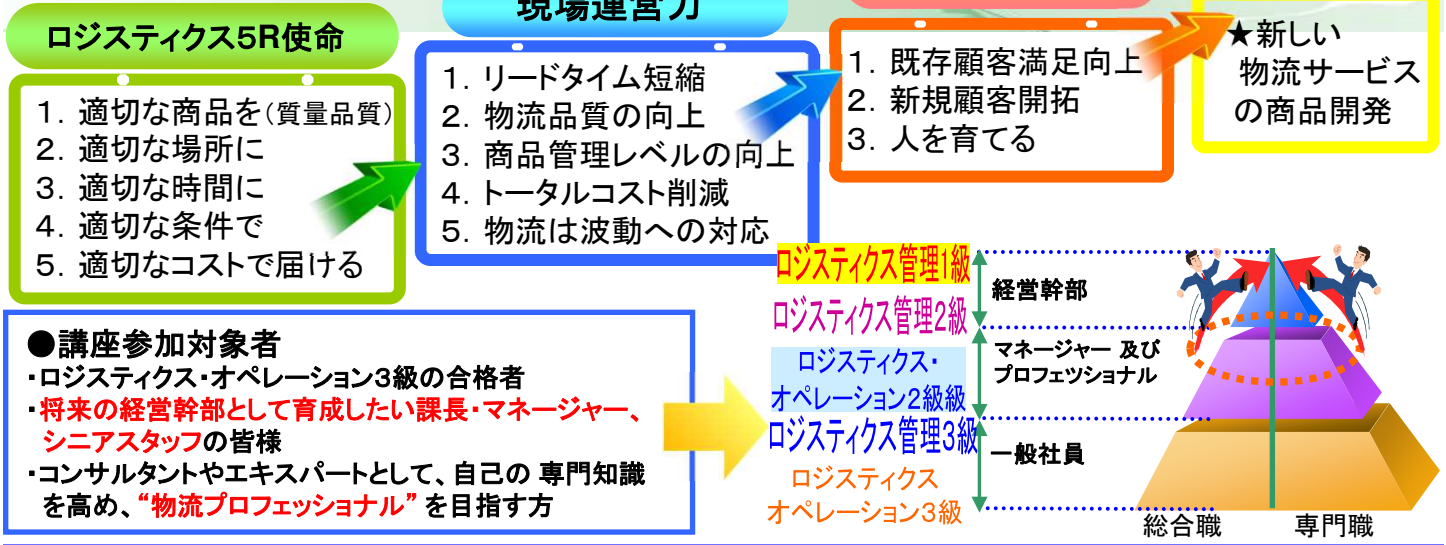 ロジスティクス5R使命
1. 適切な商品を(質量品質)
2. 適切な場所に
3. 適切な時間に
4. 適切な条件で
5. 適切なコストで届ける
現場運営力
1. リードタイム短縮
2. 物流品質の向上
3. 商品管理レベルの向上
4. トータルコスト削減
5. 物流は波動への対応
1. 既存顧客満足向上
2. 新規顧客開拓
3. 人を育てる
★新しい
物流サービス
の商品開発
●講座参加対象者
・ロジスティクス・オペレーション3級の合格者
・将来の経営幹部として育成したい課長・マネージャー、
シニアスタッフの皆様
・コンサルタントやエキスパートとして、自己の 専門知識
を高め、“物流プロフェッショナル” を目指す方
ロジスティクス管理1級
ロジスティクス管理2級
ロジスティクス・
オペレーション2級級
ロジスティクス管理3級
ロジスティクス
オペレーション3級
経営幹部
マネージャー 及び
プロフェツショナル
一般社員
総合職
専門職